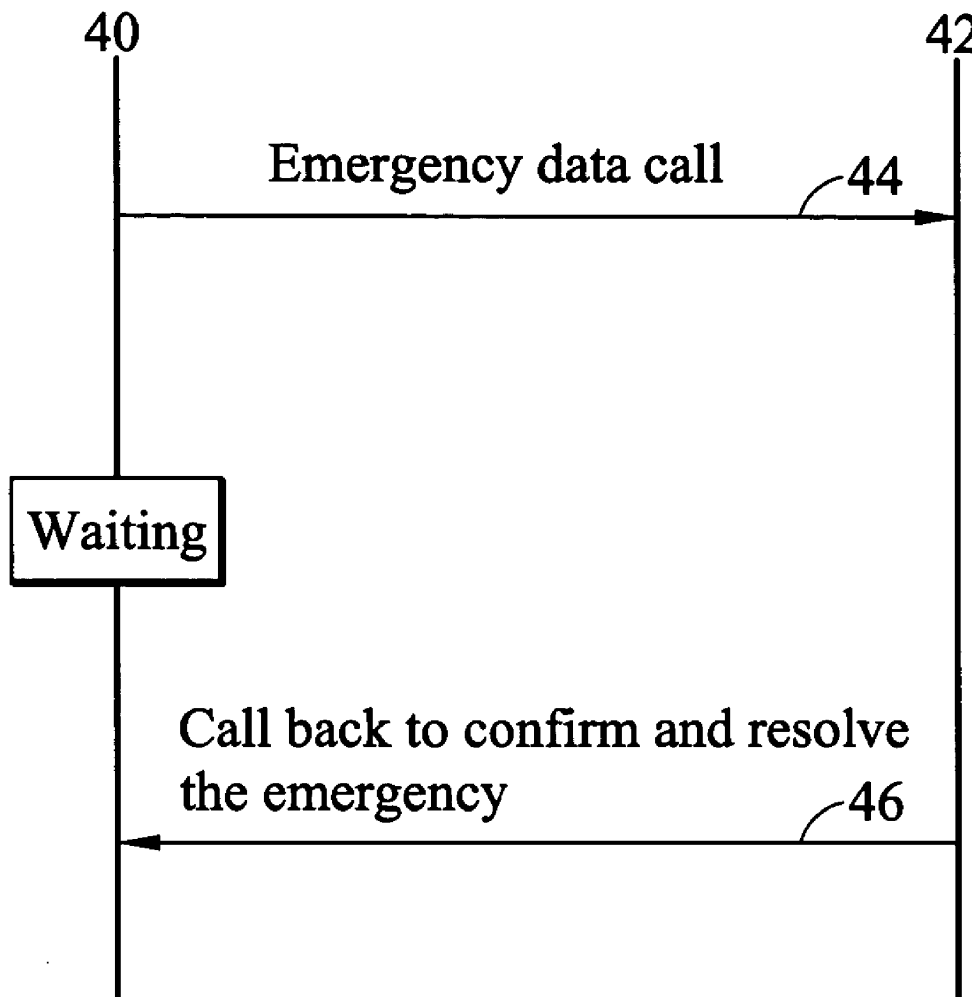 40
42
Emergency data call
44
Waiting
Call back to confirm and resolve
the emergency
46